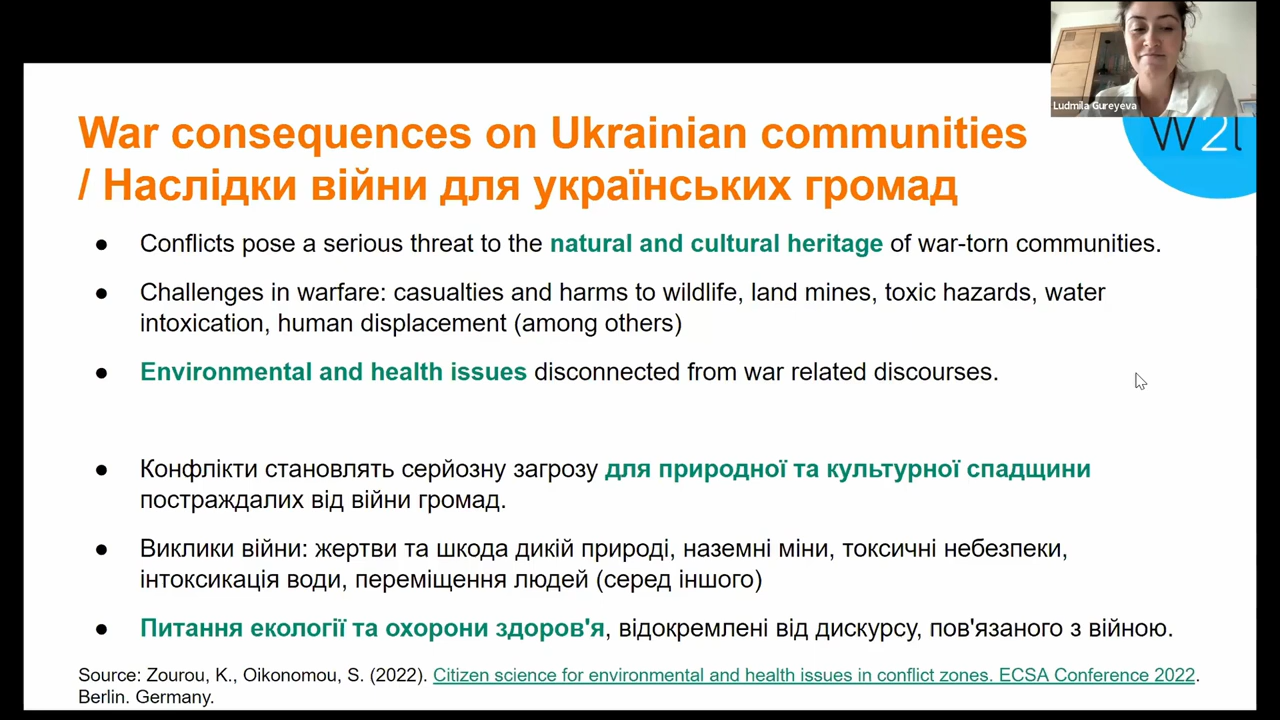 Ludmila Gureyeva
W2L
War consequences on Ukrainian communities
/ Наслідки війни для українських громад
● Conflicts pose a serious threat to the natural and cultural heritage of war-torn communities.
● Challenges in warfare: casualties and harms to wildlife, land mines, toxic hazards, water
intoxication, human displacement (among others)
● Environmental and health issues disconnected from war related discourses.
● Конфлікти становлять серйозну загрозу для природної та культурної спадщини
постраждалих від війни громад.
● Виклики війни: жертви та шкода дикій природі, наземні міни, токсичні небезпеки,
інтоксикація води, переміщення людей (серед іншого)
● Питання екології та охорони здоров'я, відокремлені від дискурсу, пов'язаного з війною.
Source: Zourou, K., Oikonomou, S. (2022). Citizen science for environmental and health issues in conflict zones. ECSA Conference 2022.
Berlin. Germany.